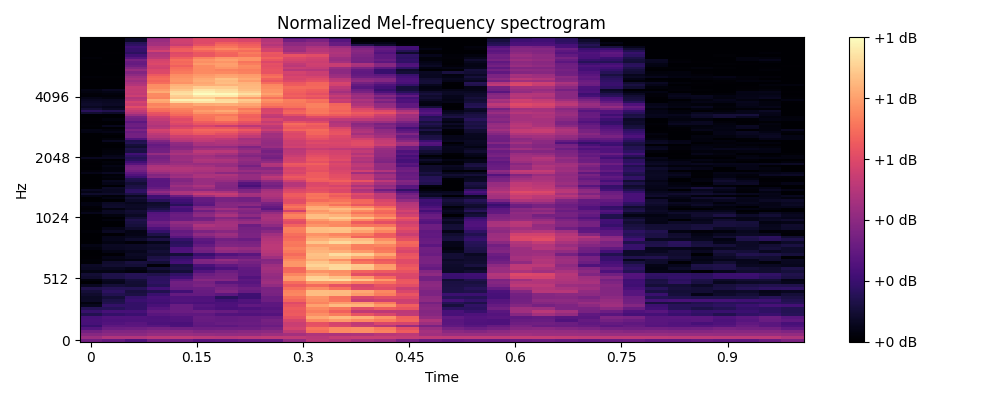 Normalized Mel-frequency spectrogram
4096
2048
1024
512
0
Hz
0
0.15
0.3
0.45
0.6
0.75
0.9
Time
+1 dB
+1 dB
+1 dB
+0 dB
+0 dB
+0 dB